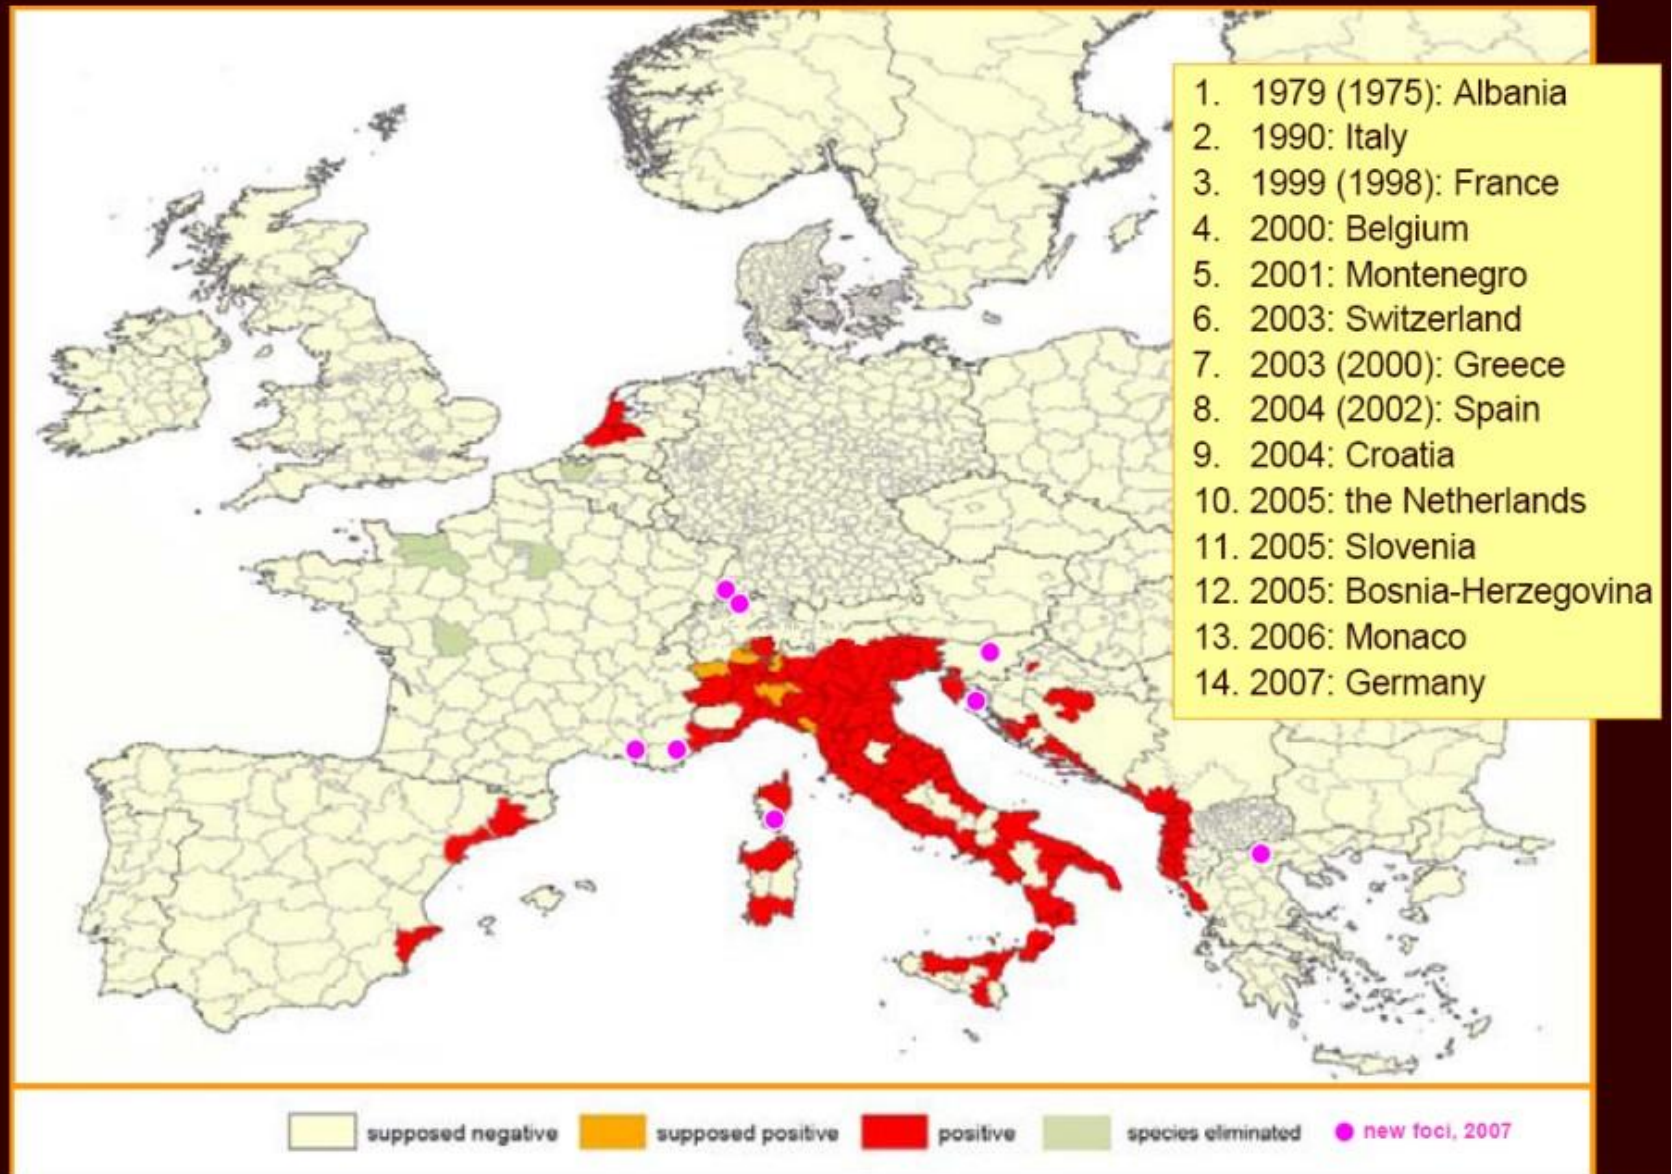 1. 1979 (1975): Albania
2. 1990: Italy
3. 1999 (1998): France
4. 2000: Belgium
5. 2001: Montenegro
6. 2003: Switzerland
7. 2003 (2000): Greece
8. 2004 (2002): Spain
9. 2004: Croatia
10. 2005: the Netherlands
11. 2005: Slovenia
12. 2005: Bosnia-Herzegovina
13. 2006: Monaco
14. 2007: Germany
supposed negative supposed positive positive species eliminated new foci, 2007